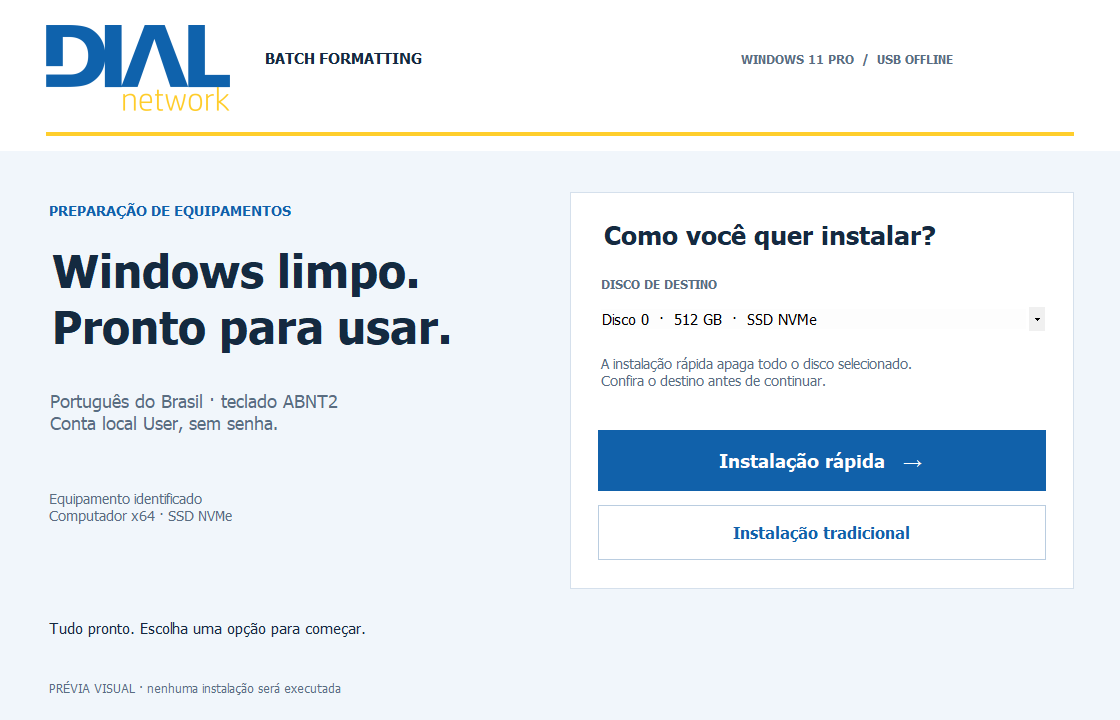 DIAL
network
BATCH FORMATTING
WINDOWS 11 PRO / USB OFFLINE
PREPARAÇÃO DE EQUIPAMENTOS
Windows limpo.
Pronto para usar.
Português do Brasil · teclado ABNT2
Conta local User, sem senha.
Equipamento identificado
Computador x64 · SSD NVMe
Tudo pronto. Escolha uma opção para começar.
PRÉVIA VISUAL · nenhuma instalação será executada
Como você quer instalar?
DISCO DE DESTINO
Disco 0 · 512 GB · SSD NVMe
A instalação rápida apaga todo o disco selecionado.
Confira o destino antes de continuar.
Instalação rápida →
Instalação tradicional